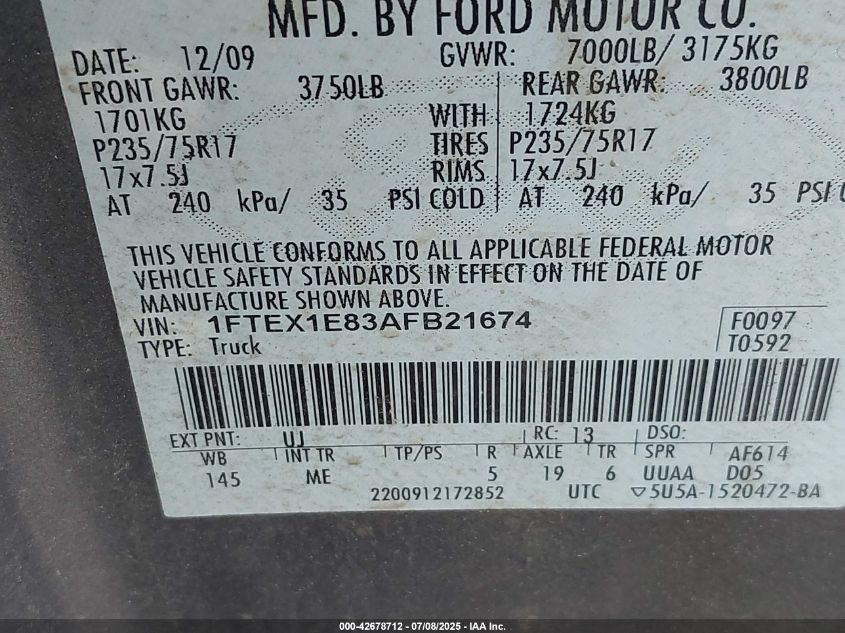 MFD. BY FORD MOTOR CO.
DATE: 12/09 GVWR: 7000LB/ 3175KG
FRONT GAWR: 3750LB REAR GAWR: 3800LB
1701KG WITH 1724KG
P235/75R17 TIRES P235/75R17
17x7.5J RIMS 17x7.5J
AT 240 kPa/ 35 PSI COLD AT 240 kPa/ 35 PSI
THIS VEHICLE CONFORMS TO ALL APPLICABLE FEDERAL MOTOR
VEHICLE SAFETY STANDARDS IN EFFECT ON THE DATE OF
MANUFACTURE SHOWN ABOVE.
VIN: 1FTEX1E83AFB21674 F0097
TYPE: Truck T0592
EXT PNT: UJ RC: 13 DSO:
WB INT TR TP/PS R AXLE TR SPR AF614
145 ME 5 19 6 UUAA D05
2200912172852 UTC ▽5U5A-1520472-BA
000-42678712 - 07/08/2025 - IAA Inc.